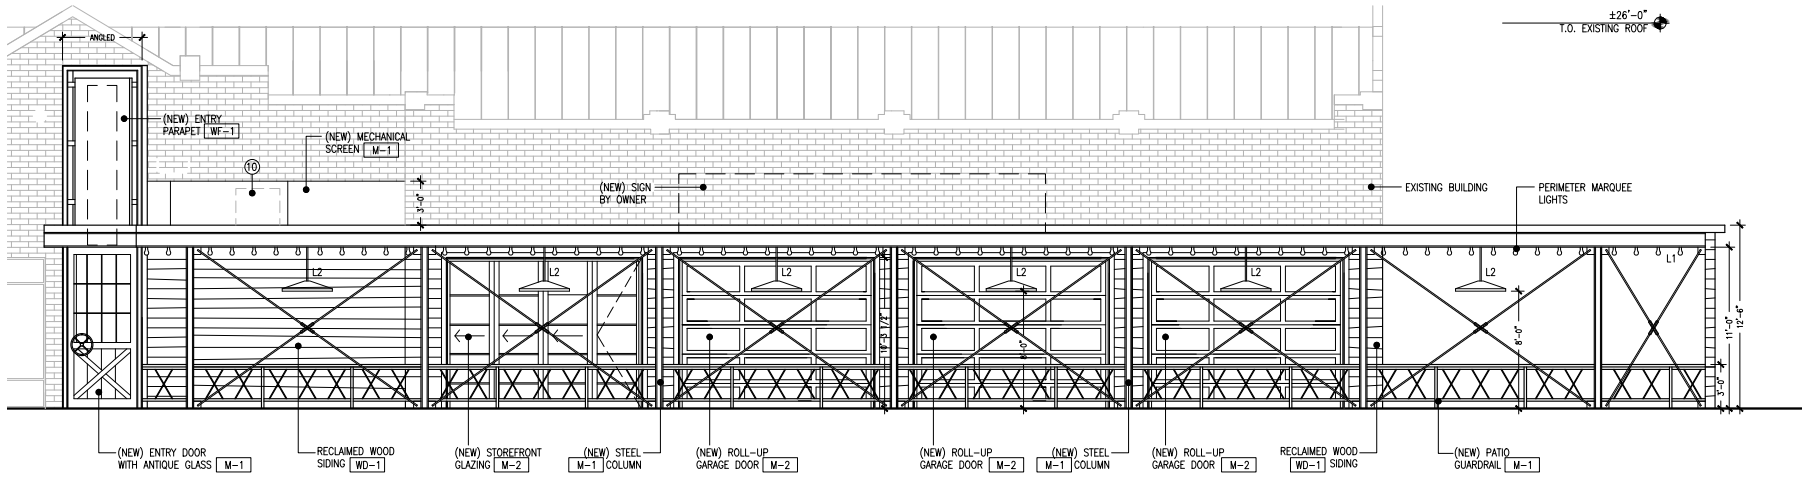 ±26'-0"
T.O. EXISTING ROOF
ANGLED
(NEW) ENTRY
PARAPET WF-1
(NEW) MECHANICAL
SCREEN M-1
10
3'-0"
(NEW) SIGN
BY OWNER
EXISTING BUILDING
PERIMETER MARQUEE
LIGHTS
L2
L2
L2
L2
L2
L2
L1
10'-3 1/2"
8'-0"
8'-0"
3'-0"
11'-0"
12'-6"
(NEW) ENTRY DOOR
WITH ANTIQUE GLASS M-1
RECLAIMED WOOD
SIDING WD-1
(NEW) STOREFRONT
GLAZING M-2
(NEW) STEEL
M-1 COLUMN
(NEW) ROLL-UP
GARAGE DOOR M-2
(NEW) ROLL-UP
GARAGE DOOR M-2
(NEW) STEEL
M-1 COLUMN
(NEW) ROLL-UP
GARAGE DOOR M-2
RECLAIMED WOOD
WD-1 SIDING
(NEW) PATIO
GUARDRAIL M-1